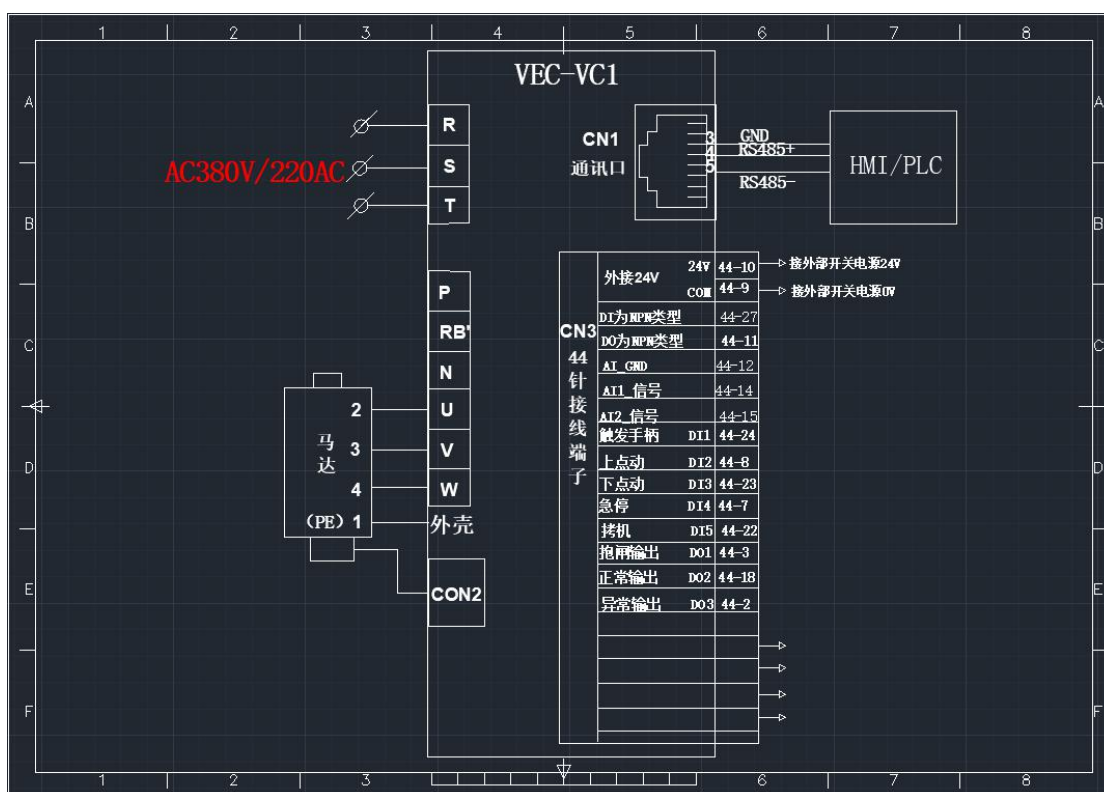 1 2 3 4 5 6 7 8
A A
B B
C C
D D
E E
F F
VEC-VC1
AC380V/220AC
R
S
T
P
RB'
N
U
V
W
外壳
CON2
马达
2
3
4
(PE) 1
CN1
通讯口
3 GND
4 RS485+
5
RS485-
HMI/PLC
CN3
44
针
接
线
端
子
外接24V 24V 44-10 接外部开关电源24V
COM 44-9 接外部开关电源0V
DI为NPN类型 44-27
DO为NPN类型 44-11
AI_GND 44-12
AI1_信号 44-14
AI2_信号 44-15
触发手柄 DI1 44-24
上点动 DI2 44-8
下点动 DI3 44-23
急停 DI4 44-7
拷机 DI5 44-22
抱闸输出 DO1 44-3
正常输出 DO2 44-18
异常输出 DO3 44-2
1 2 3 6 7 8